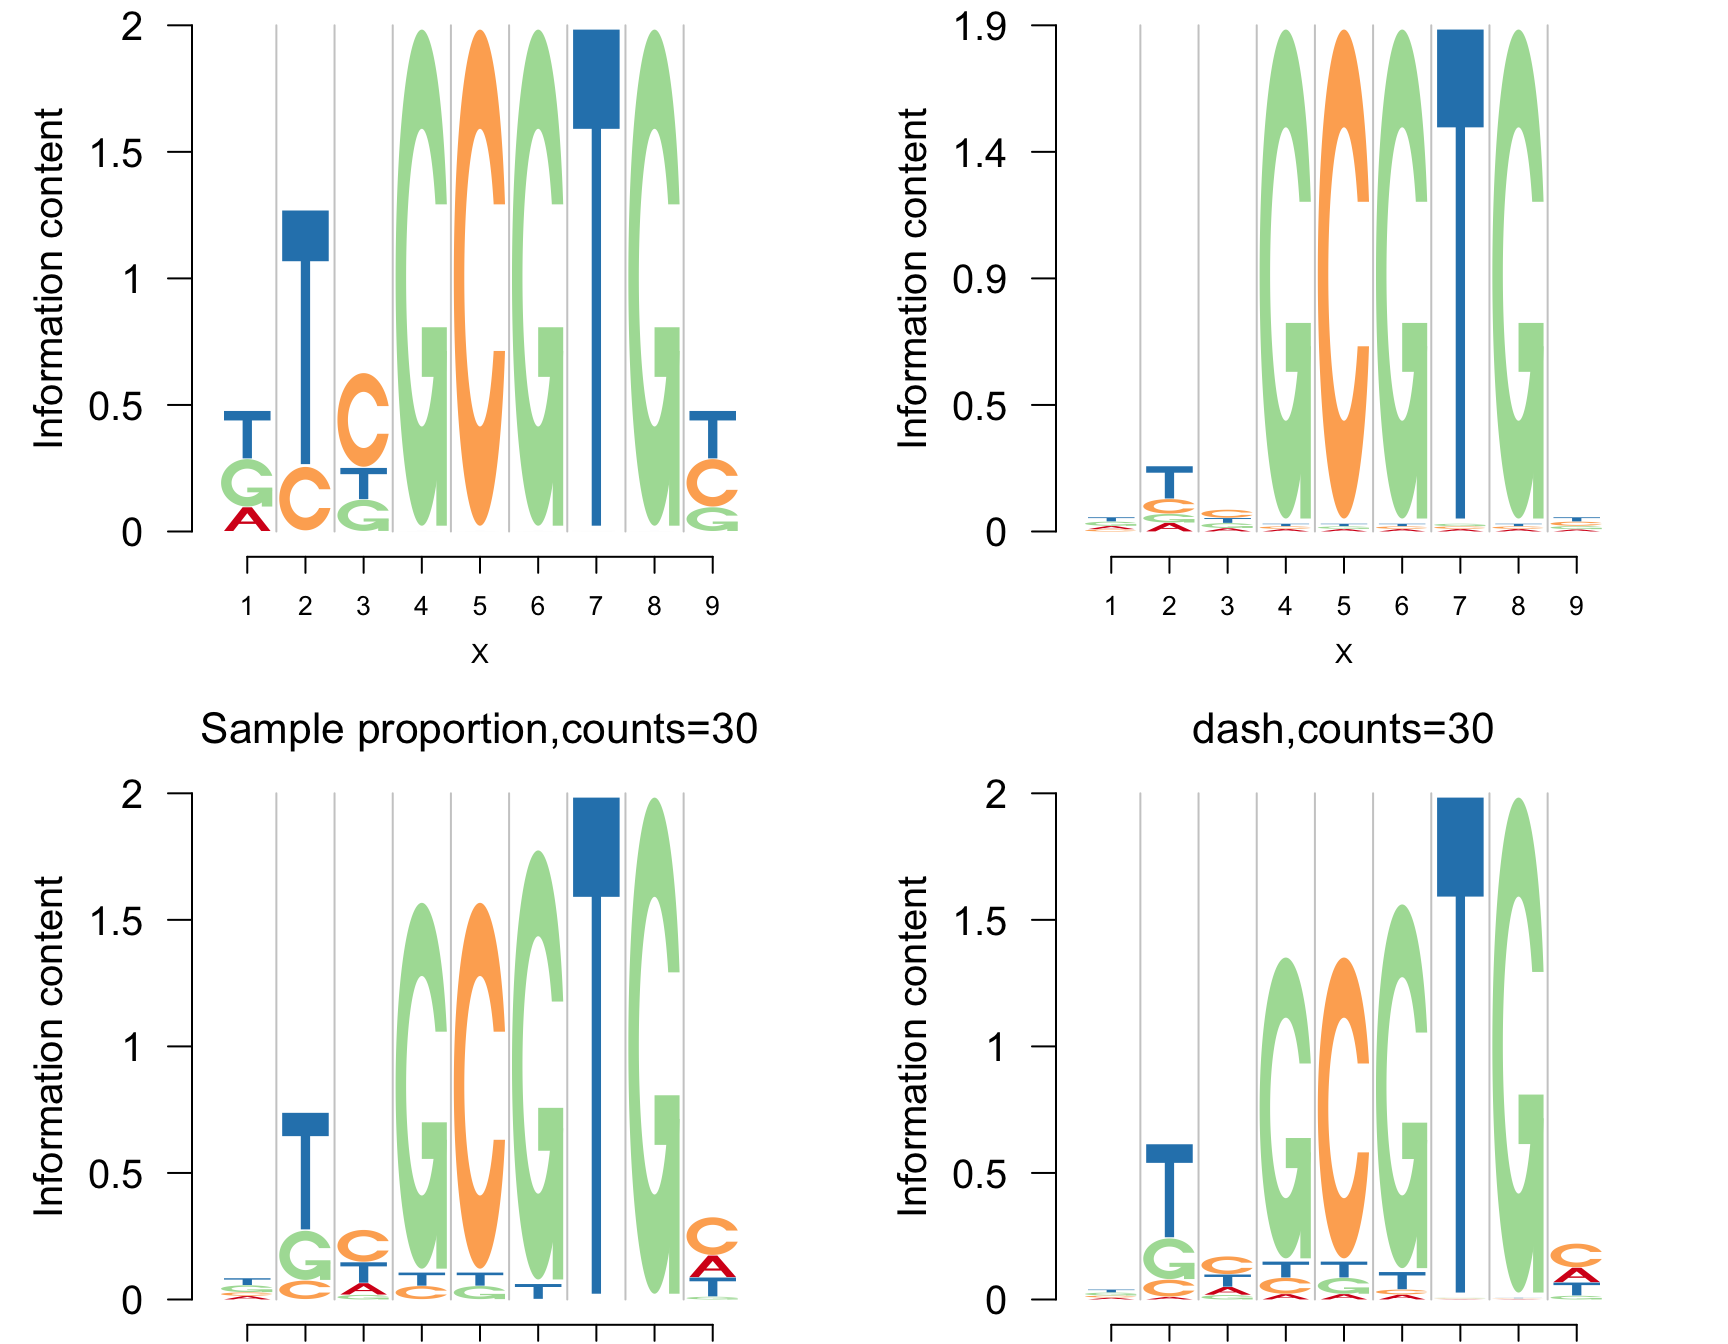 2
1.5
1
0.5
0
Information content
T G A
T C
C T G
G
C
G
T
G
T C G
1 2 3 4 5 6 7 8 9
X
1.9
1.4
0.9
0.5
0
Information content
T G A
T C G A
C T G A
G T C A
C T G A
G T C A
T
G T C A
T C G A
1 2 3 4 5 6 7 8 9
X
Sample proportion,counts=30
2
1.5
1
0.5
0
Information content
T G C A
T G C
C T A G
G T C
C T G
G T
T
G
C A T G
dash,counts=30
2
1.5
1
0.5
0
Information content
T G C A
T G C A
C T A G
G T C A
C T G A
G T C A
T
G
C A T G